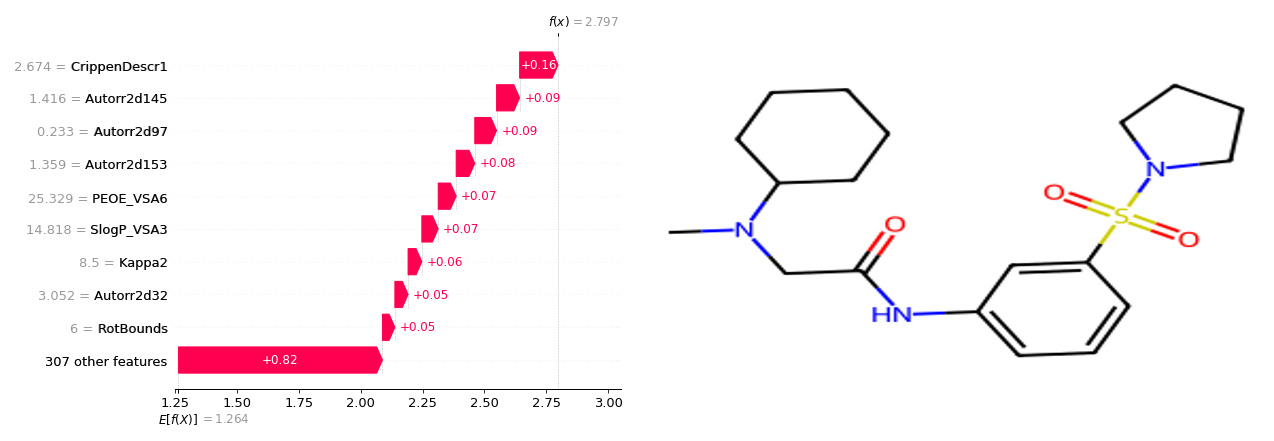 f(x) = 2.797
2.674 = CrippenDescr1
+0.16
1.416 = Autorr2d145
+0.09
0.233 = Autorr2d97
+0.09
1.359 = Autorr2d153
+0.08
25.329 = PEOE_VSA6
+0.07
14.818 = SlogP_VSA3
+0.07
8.5 = Kappa2
+0.06
3.052 = Autorr2d32
+0.05
6 = RotBounds
+0.05
307 other features
+0.82
1.25 1.50 1.75 2.00 2.25 2.50 2.75 3.00
E[f(X)] = 1.264
N
O
S
O
O
N
HN